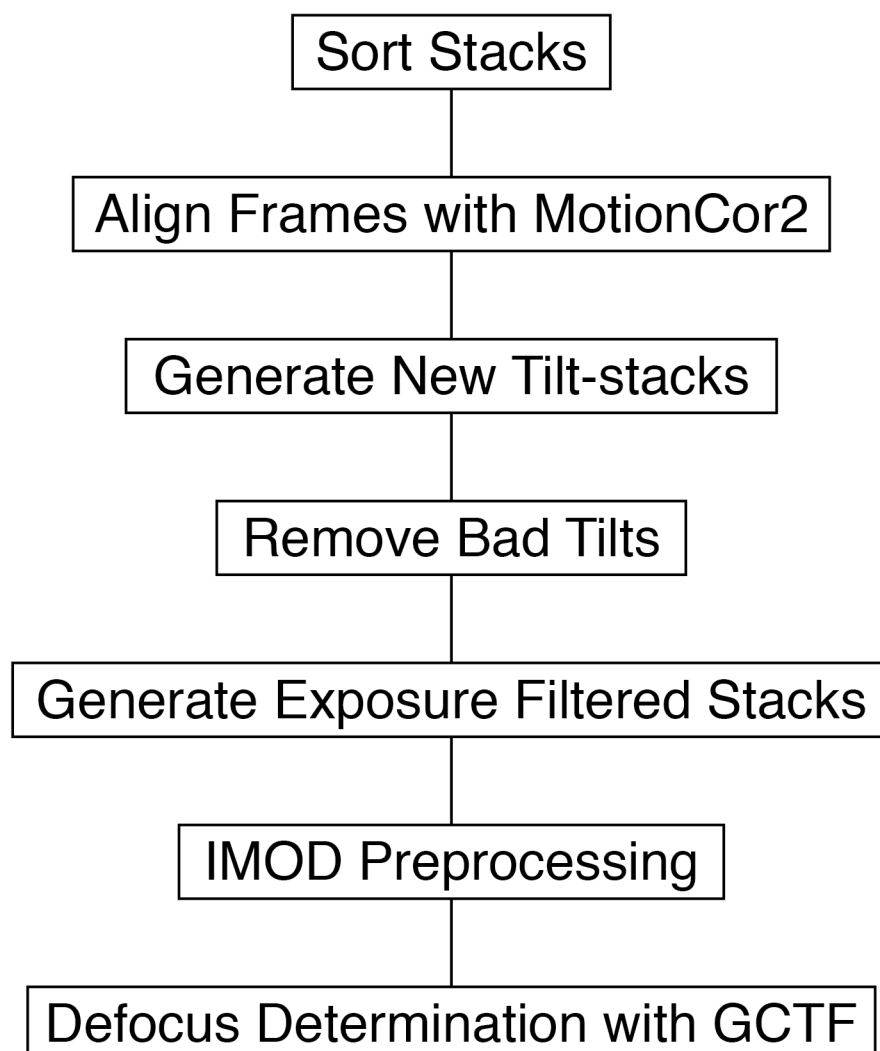 Sort Stacks
Align Frames with MotionCor2
Generate New Tilt-stacks
Remove Bad Tilts
Generate Exposure Filtered Stacks
IMOD Preprocessing
Defocus Determination with GCTF